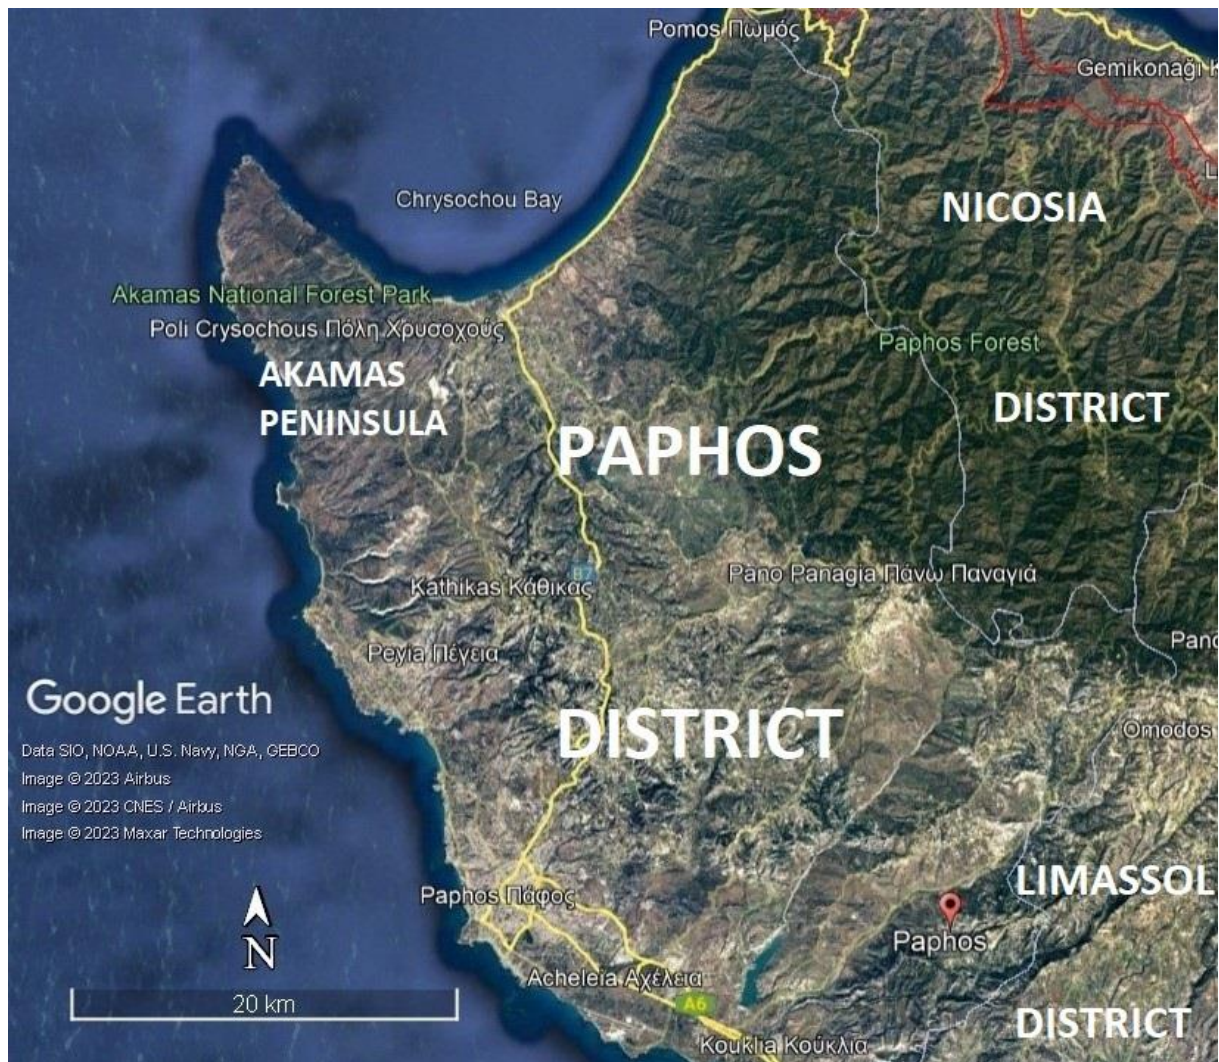 Pomos Πωμός
Gemikonağı K
L
NICOSIA
Chrysochou Bay
Akamas National Forest Park
Poli Crysochous Πόλη Χρυσοχούς
Paphos Forest
AKAMAS
PENINSULA
DISTRICT
PAPHOS
B7
Pano Panagia Πάνω Παναγιά
Kathikas Κάθικας
Peyia Πέγεια
Pano
Google Earth
DISTRICT
Omodos
Data SIO, NOAA, U.S. Navy, NGA, GEBCO
Image © 2023 Airbus
Image © 2023 CNES / Airbus
Image © 2023 Maxar Technologies
LIMASSOL
Paphos Πάφος
Paphos
N
Acheleia Αχέλεια
20 km
A6
DISTRICT
Kouklia Κούκλια